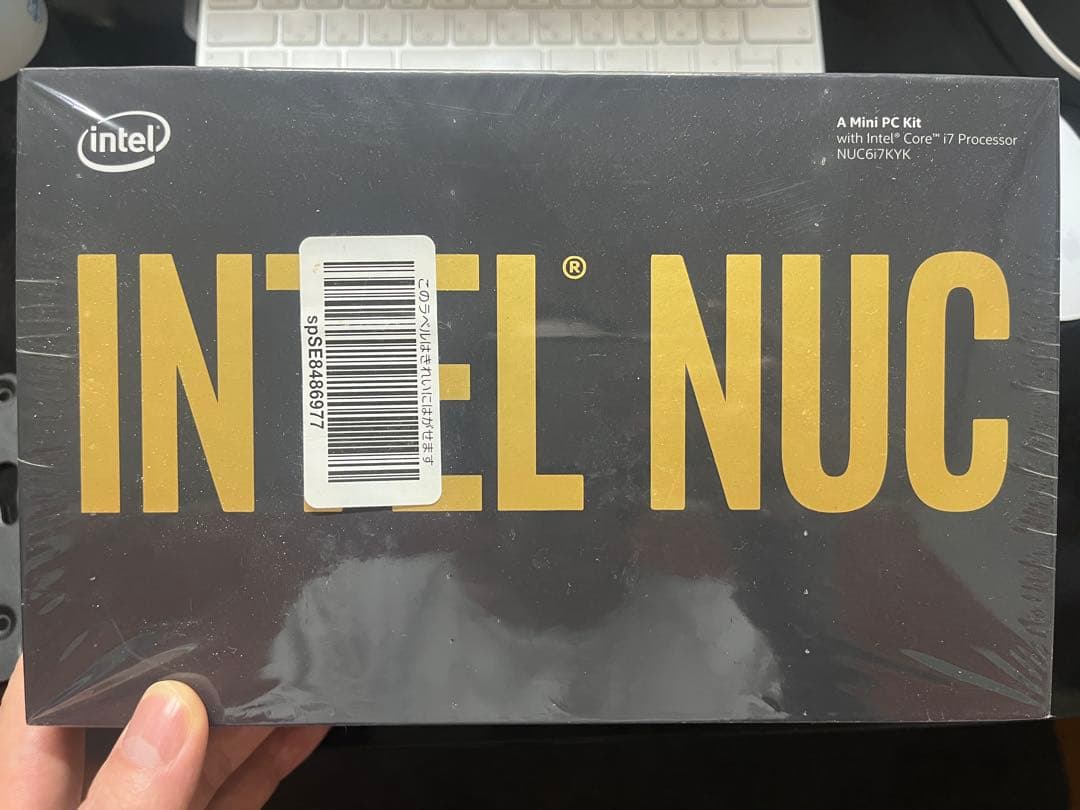 intel
A Mini PC Kit
with Intel® Core™ i7 Processor
NUC6i7KYK
INTEL® NUC
このラベルはきれいにはがせます
spSE8486977